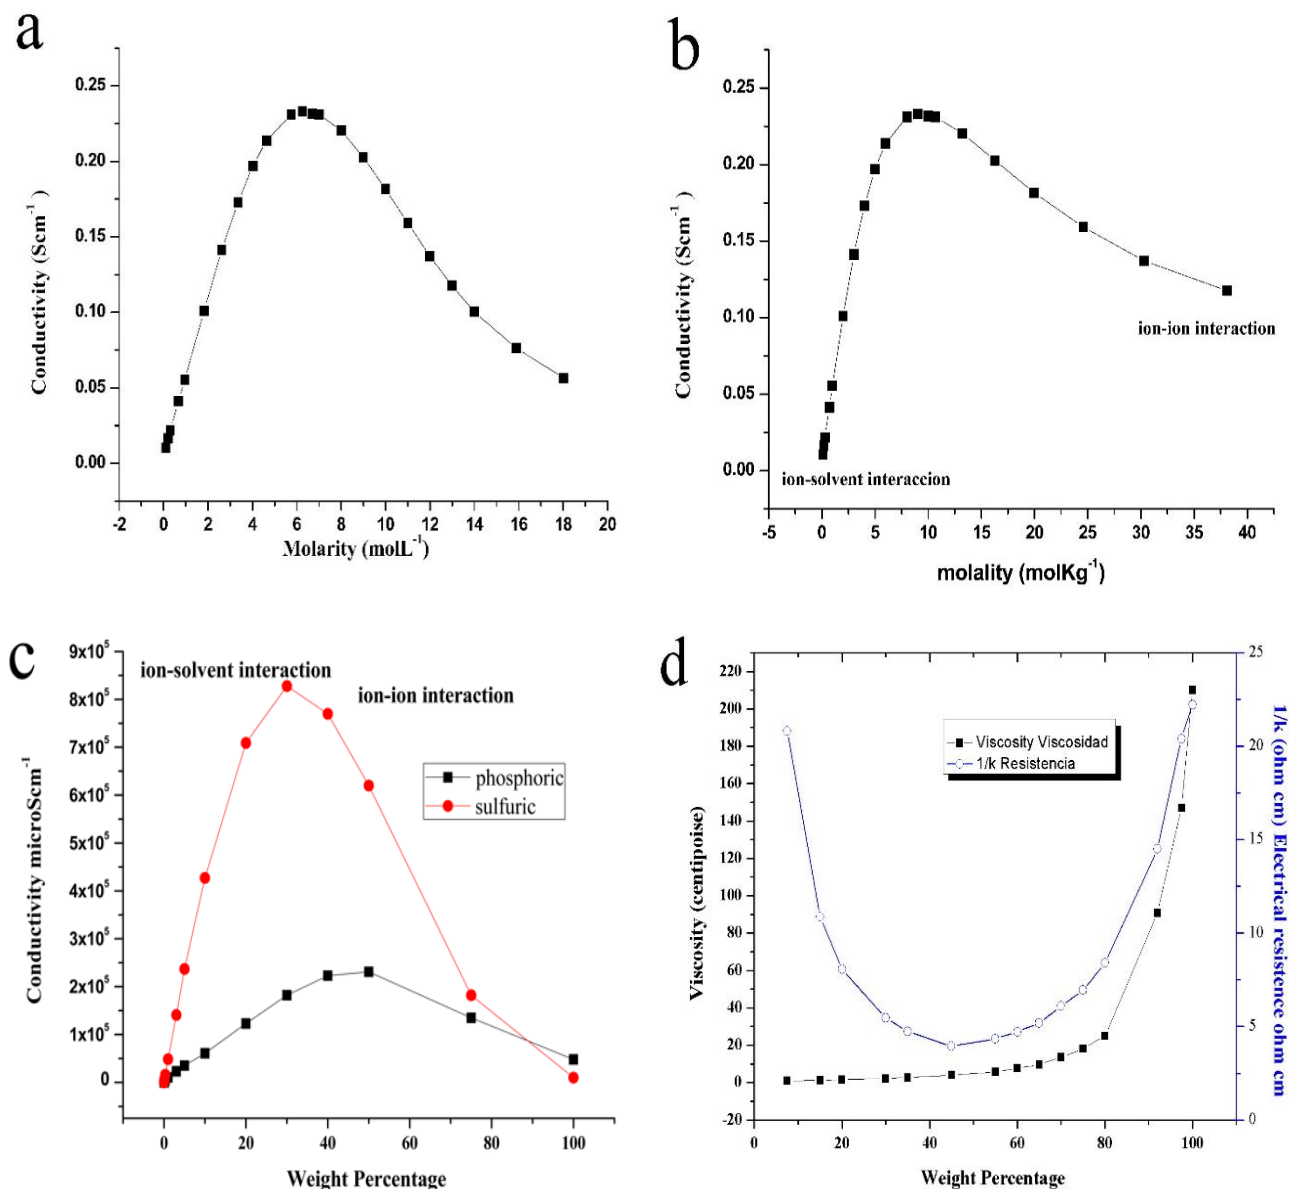 a
0.25
0.20
0.15
0.10
0.05
0.00
Conductivity (Scm⁻¹)
-2 0 2 4 6 8 10 12 14 16 18 20
Molarity (molL⁻¹)
b
0.25
0.20
0.15
0.10
0.05
0.00
Conductivity (Scm⁻¹)
ion-ion interaction
ion-solvent interaccion
-5 0 5 10 15 20 25 30 35 40
molality (molKg⁻¹)
c
9x10⁵
8x10⁵
7x10⁵
6x10⁵
5x10⁵
4x10⁵
3x10⁵
2x10⁵
1x10⁵
0
Conductivity microScm⁻¹
ion-solvent interaction
ion-ion interaction
phosphoric
sulfuric
0 20 40 60 80 100
Weight Percentage
d
220
200
180
160
140
120
100
80
60
40
20
0
-20
Viscosity (centipoise)
Viscosity Viscosidad
1/k Resistencia
25
20
15
10
5
0
1/k (ohm cm) Electrical resistence ohm cm
0 20 40 60 80 100
Weight Percentage